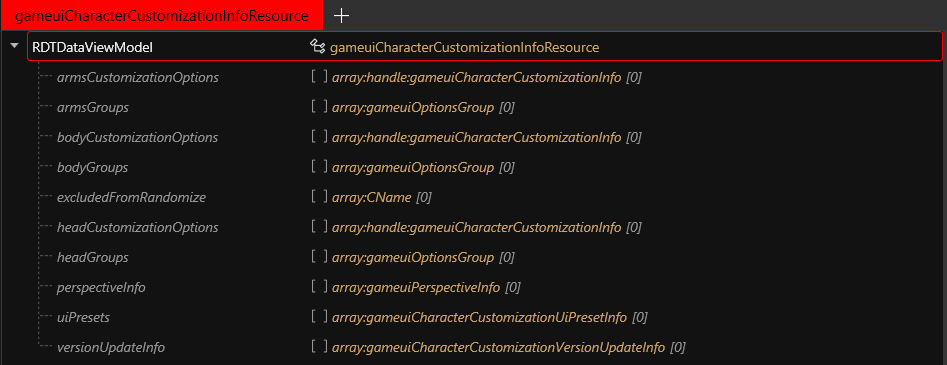 gameuiCharacterCustomizationInfoResource +
RDTDataViewModel gameuiCharacterCustomizationInfoResource
armsCustomizationOptions [ ] array:handle:gameuiCharacterCustomizationInfo [0]
armsGroups [ ] array:gameuiOptionsGroup [0]
bodyCustomizationOptions [ ] array:handle:gameuiCharacterCustomizationInfo [0]
bodyGroups [ ] array:gameuiOptionsGroup [0]
excludedFromRandomize [ ] array:CName [0]
headCustomizationOptions [ ] array:handle:gameuiCharacterCustomizationInfo [0]
headGroups [ ] array:gameuiOptionsGroup [0]
perspectiveInfo [ ] array:gameuiPerspectiveInfo [0]
uiPresets [ ] array:gameuiCharacterCustomizationUiPresetInfo [0]
versionUpdateInfo [ ] array:gameuiCharacterCustomizationVersionUpdateInfo [0]